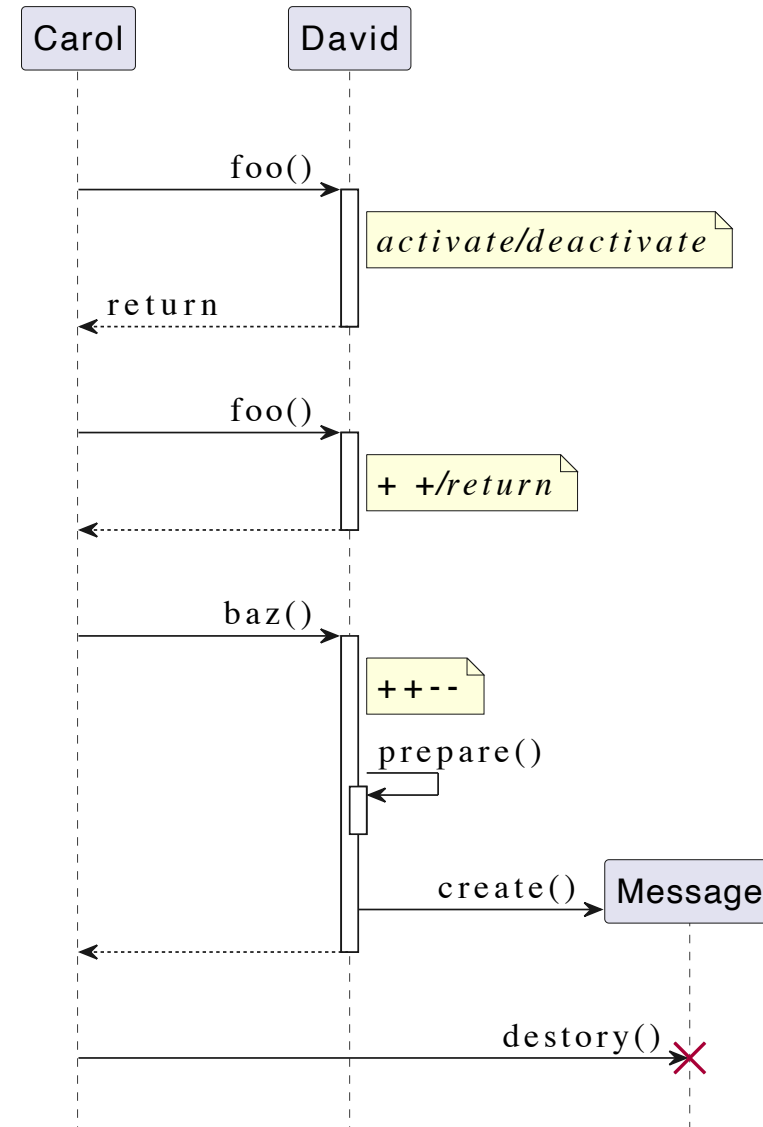 Carol
David
foo()
activate/deactivate
return
foo()
+ +/return
baz()
++--
prepare()
create()
Message
destory()